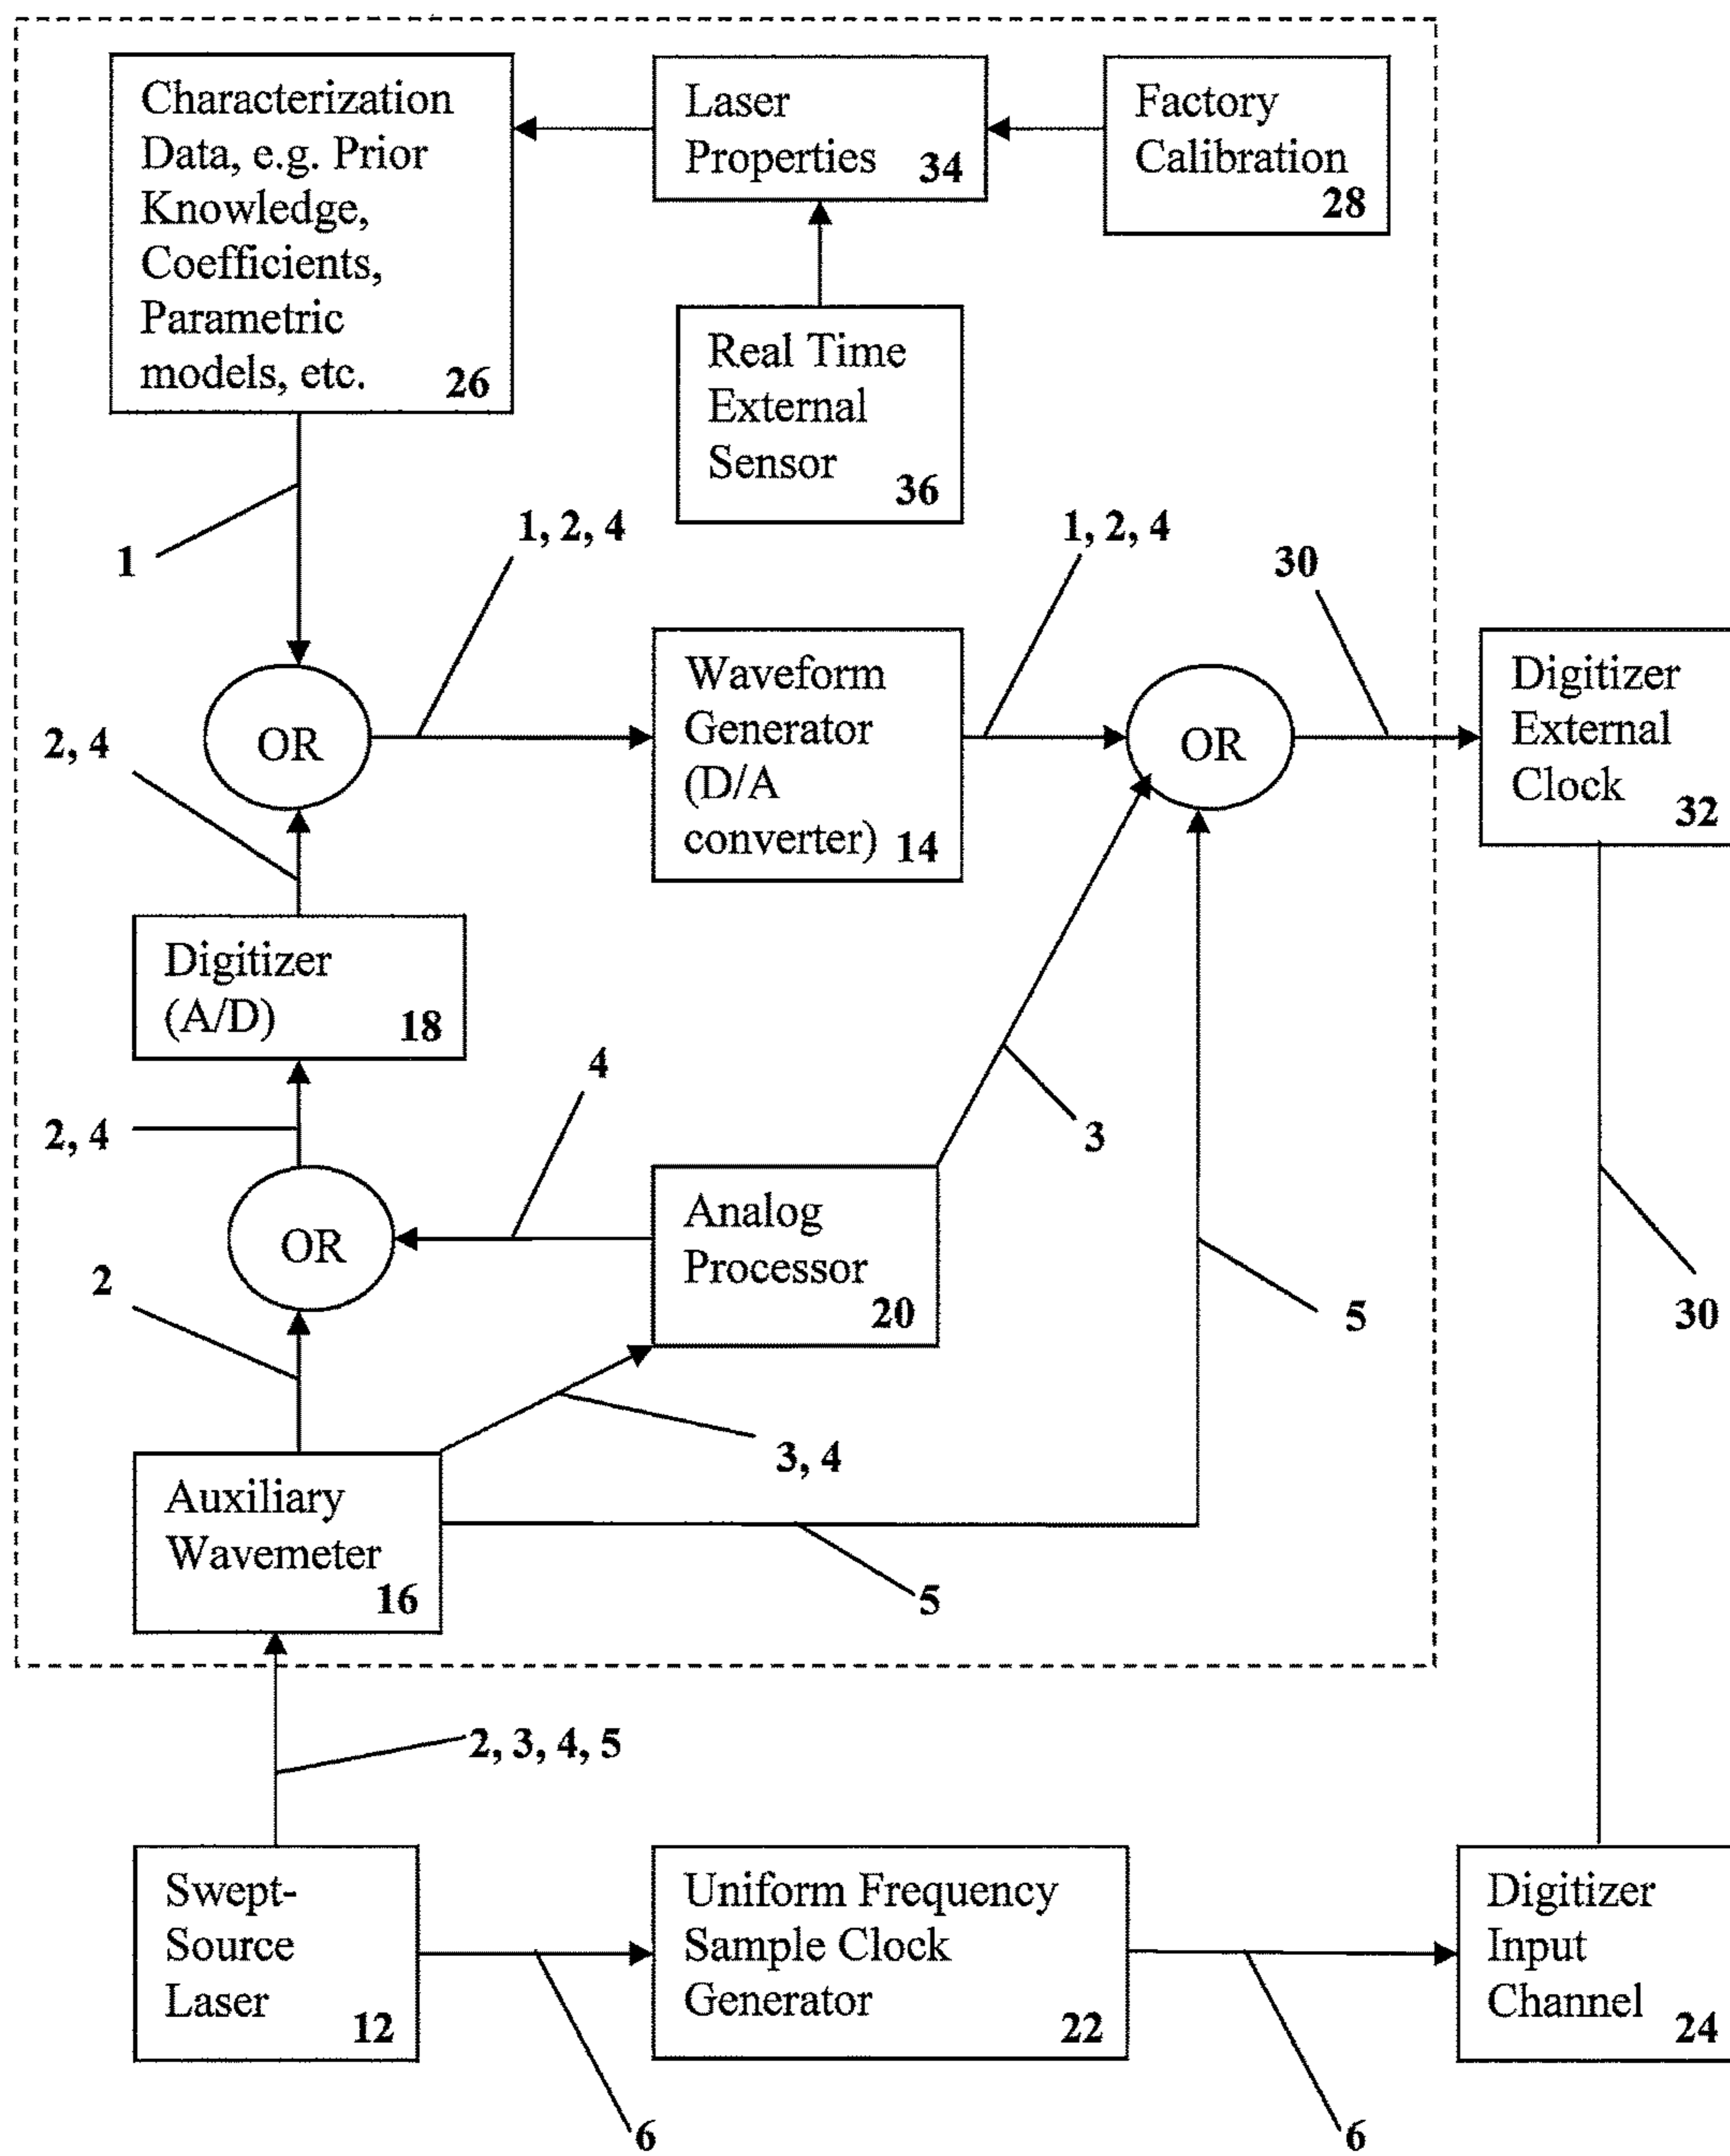 Characterization
Data, e.g. Prior
Knowledge,
Coefficients,
Parametric
models, etc. 26
Laser
Properties 34
Factory
Calibration
28
Real Time
External
Sensor
36
1
1, 2, 4
1, 2, 4
30
OR
Waveform
Generator
(D/A
converter) 14
OR
Digitizer
External
Clock
32
2, 4
Digitizer
(A/D) 18
4
3
2, 4
OR
Analog
Processor
20
2
5
30
3, 4
Auxiliary
Wavemeter
16
5
2, 3, 4, 5
Swept-
Source
Laser
12
Uniform Frequency
Sample Clock
Generator 22
Digitizer
Input
Channel
24
6
6